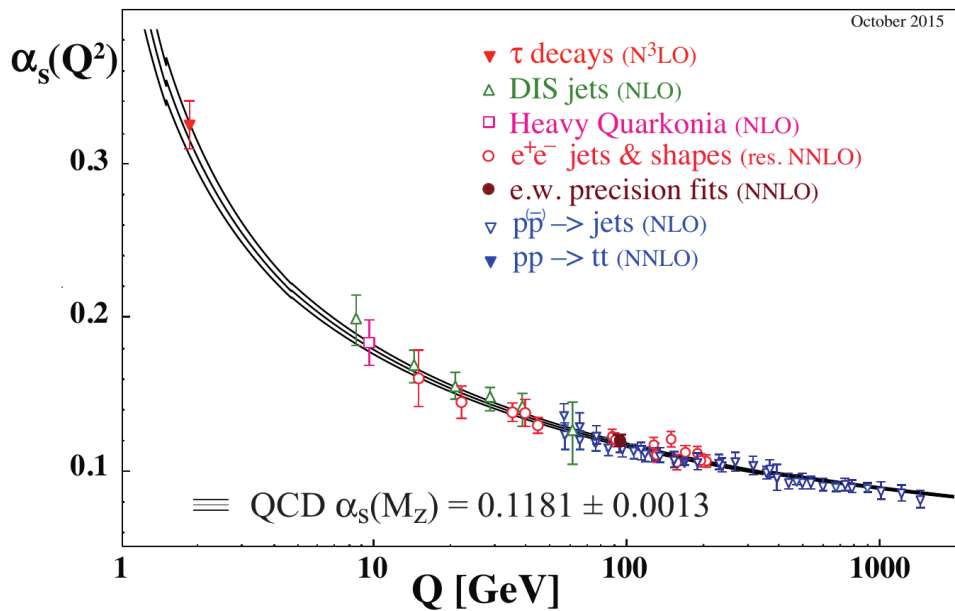 October 2015
αs(Q²)
τ decays (N³LO)
DIS jets (NLO)
Heavy Quarkonia (NLO)
e⁺e⁻ jets & shapes (res. NNLO)
e.w. precision fits (NNLO)
pp(–) –> jets (NLO)
pp –> tt (NNLO)
0.3
0.2
0.1
QCD αs(Mz) = 0.1181 ± 0.0013
1 10 100 1000
Q [GeV]